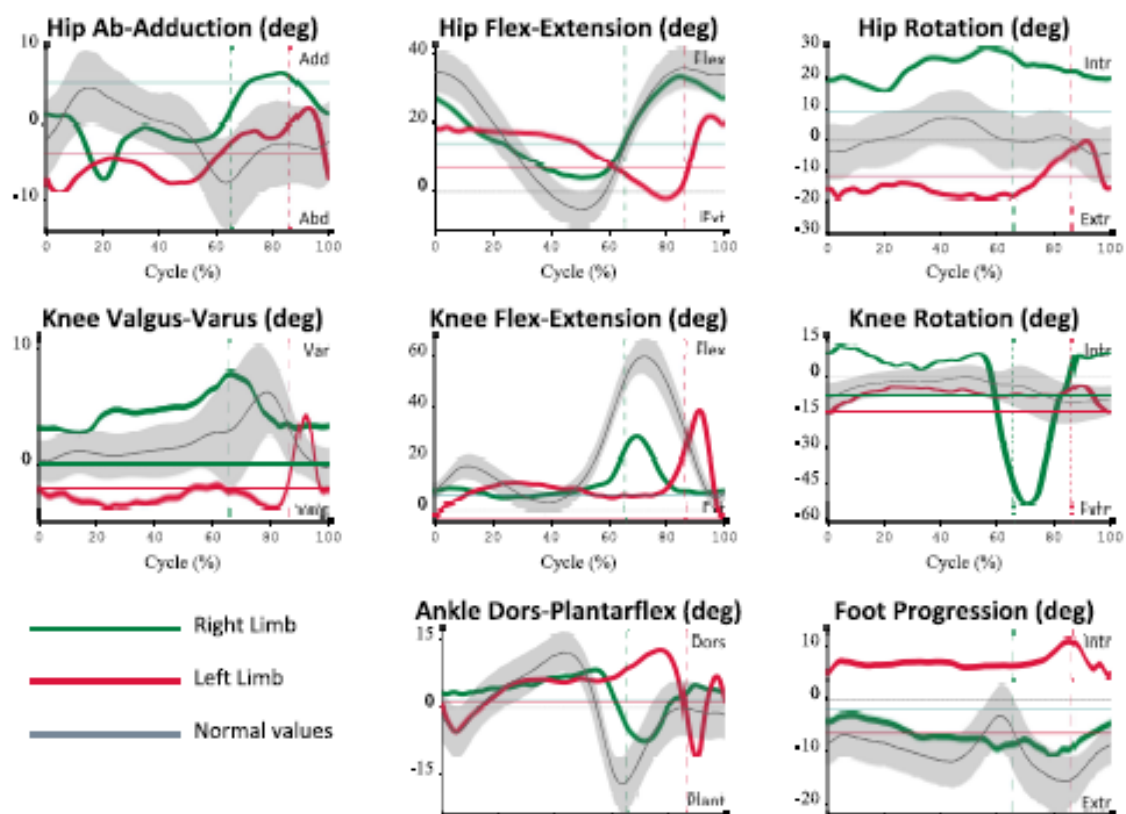 Hip Ab-Adduction (deg)
10
0
-10
Add
Abd
0 20 40 60 80 100
Cycle (%)
Hip Flex-Extension (deg)
40
20
0
Flex
Ext
0 20 40 60 80 100
Cycle (%)
Hip Rotation (deg)
30
20
10
0
-10
-20
-30
Intr
Extr
0 20 40 60 80 100
Cycle (%)
Knee Valgus-Varus (deg)
10
0
Var
Valg
0 20 40 60 80 100
Cycle (%)
Knee Flex-Extension (deg)
60
40
20
0
Flex
0 20 40 60 80 100
Cycle (%)
Knee Rotation (deg)
15
0
-15
-30
-45
-60
Intr
Extr
0 20 40 60 80 100
Cycle (%)
Right Limb
Left Limb
Normal values
Ankle Dors-Plantarflex (deg)
15
0
-15
Dors
Plant
Foot Progression (deg)
10
0
-10
-20
Intr
Extr